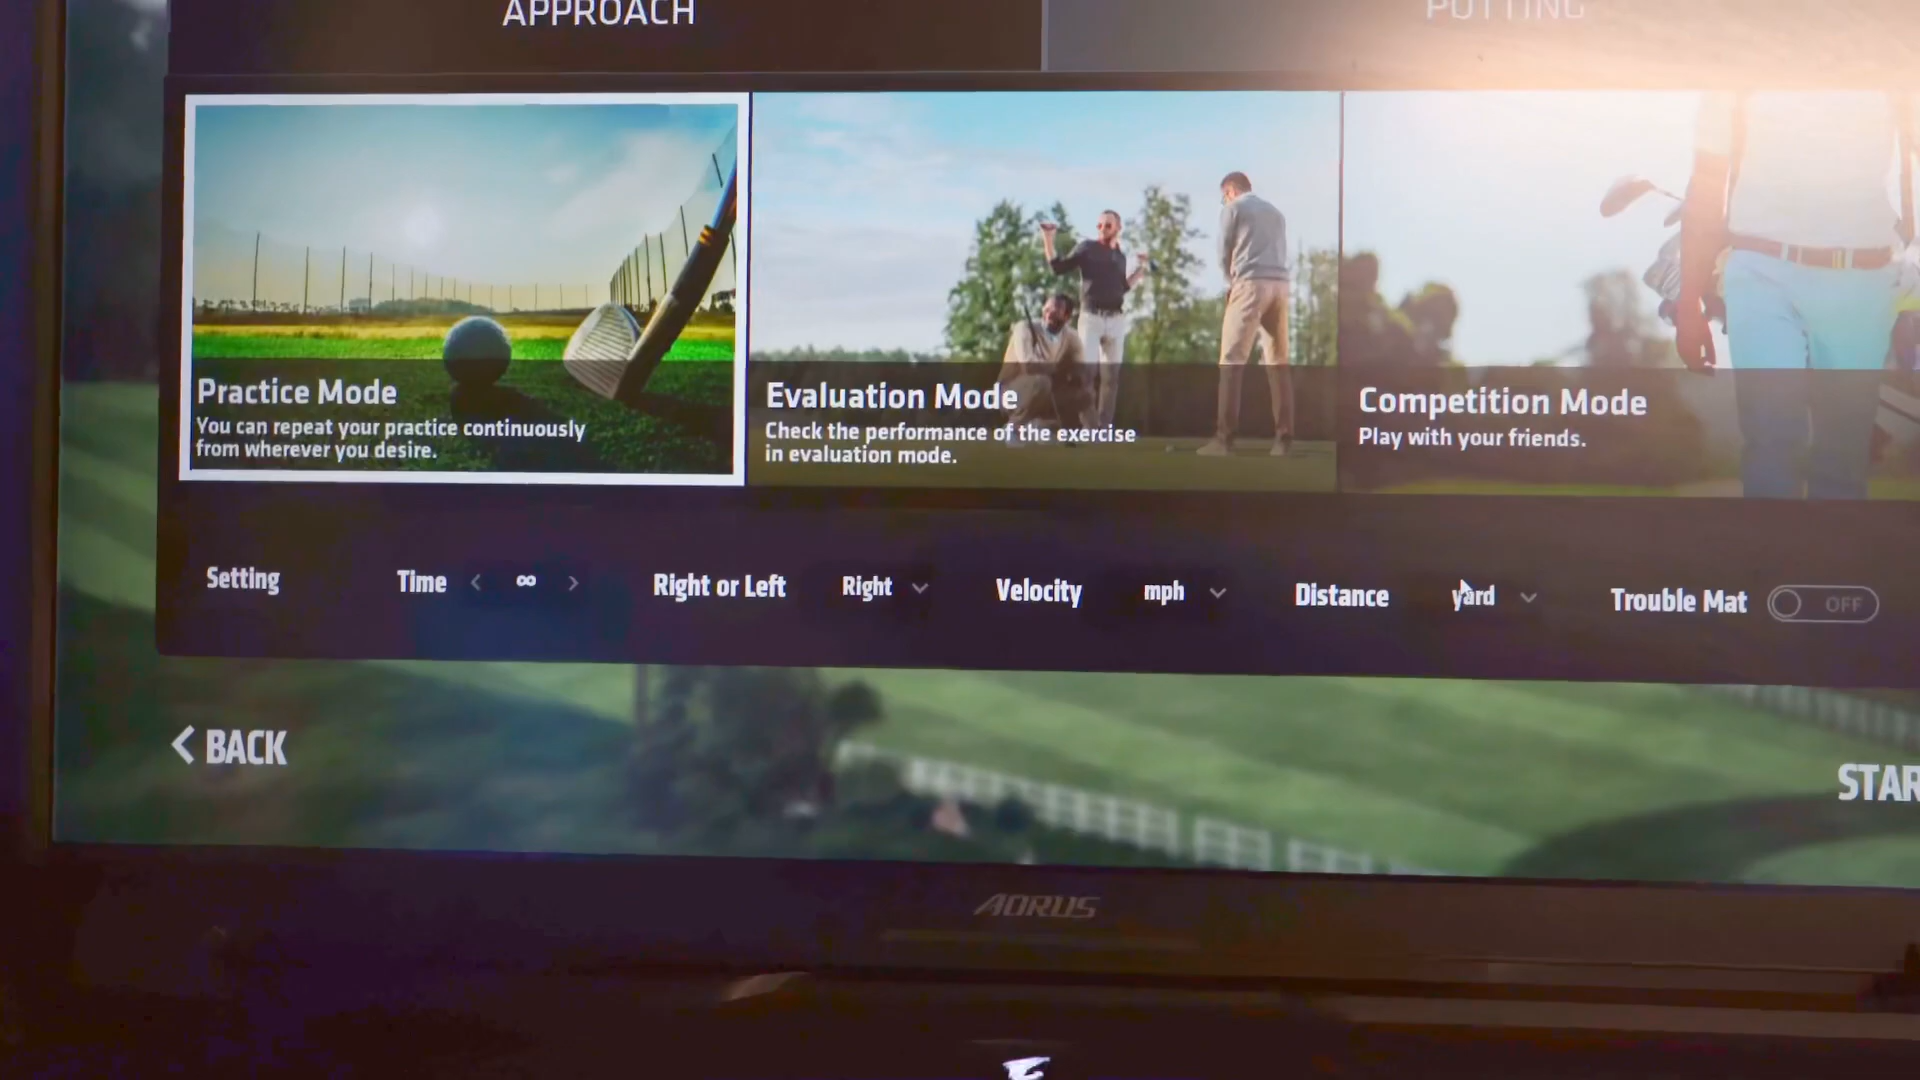 APPROACH
PUTTING
Practice Mode
You can repeat your practice continuously
from wherever you desire.
Evaluation Mode
Check the performance of the exercise
in evaluation mode.
Competition Mode
Play with your friends.
Setting Time < ∞ > Right or Left Right Velocity mph Distance yard Trouble Mat OFF
< BACK
STAR
AORUS